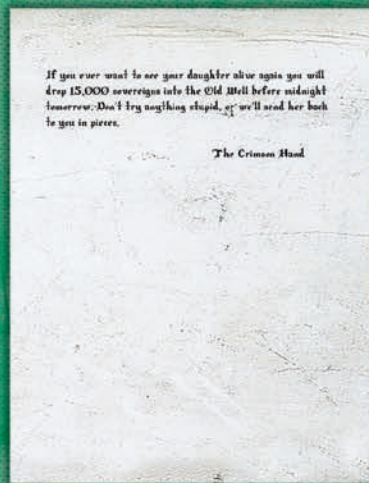 If you ever want to see your daughter alive again you will
drop 15,000 sovereigns into the Old Well before midnight
tomorrow. Don't try anything stupid, or we'll send her back
to you in pieces.
The Crimson Hand